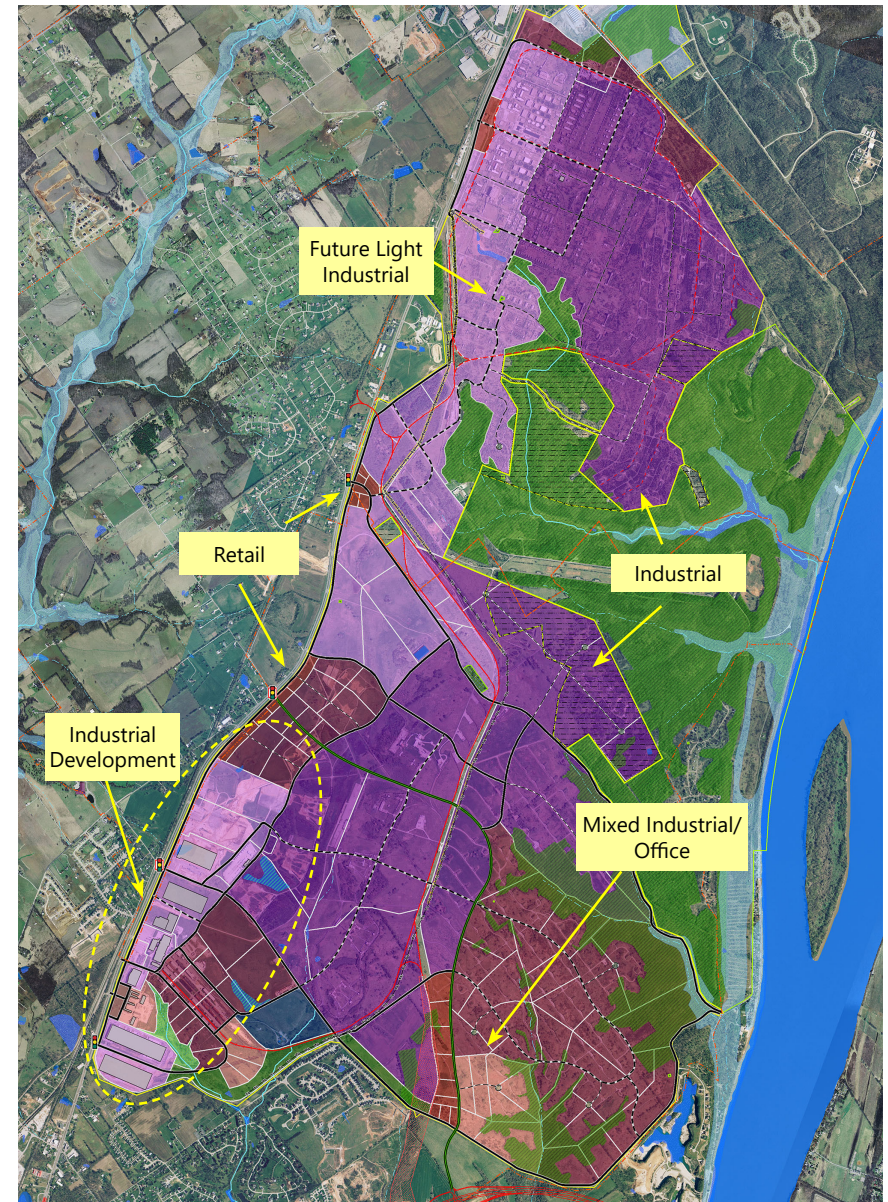 Future Light
Industrial
Retail
Industrial
Industrial
Development
Mixed Industrial/
Office